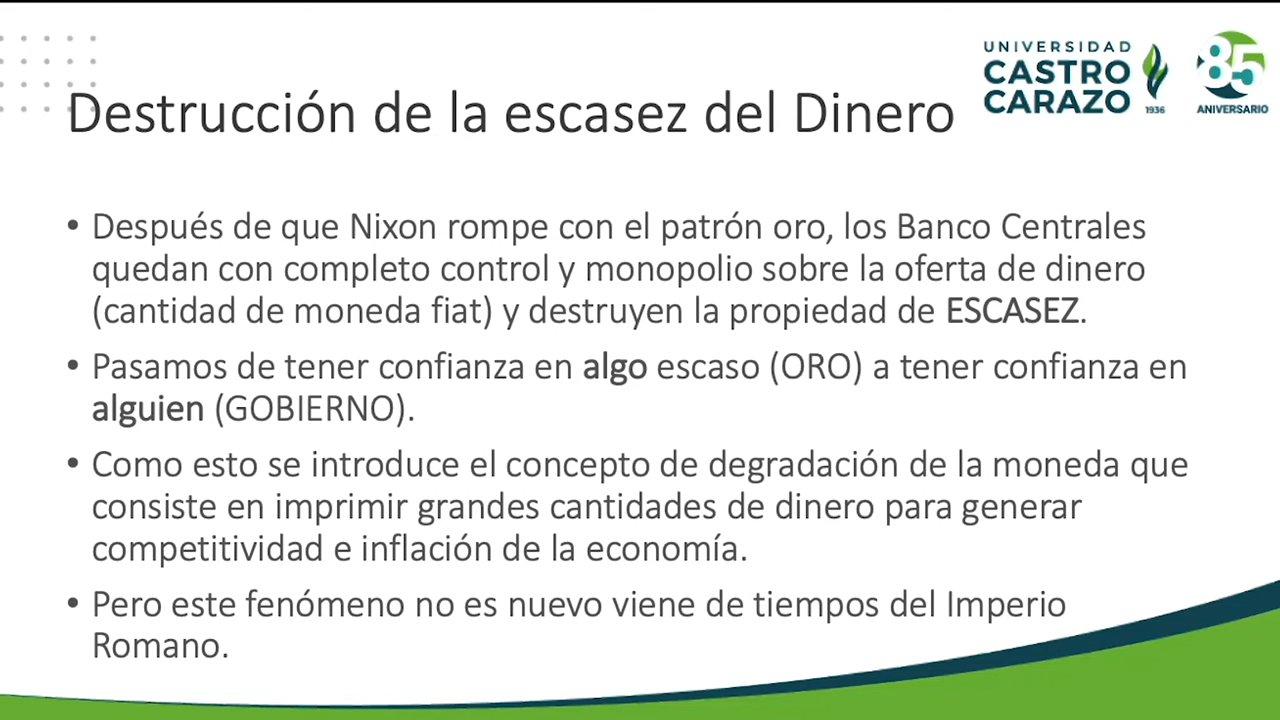 UNIVERSIDAD
CASTRO
CARAZO
1936
85
ANIVERSARIO
Destrucción de la escasez del Dinero
• Después de que Nixon rompe con el patrón oro, los Banco Centrales
quedan con completo control y monopolio sobre la oferta de dinero
(cantidad de moneda fiat) y destruyen la propiedad de ESCASEZ.
• Pasamos de tener confianza en algo escaso (ORO) a tener confianza en
alguien (GOBIERNO).
• Como esto se introduce el concepto de degradación de la moneda que
consiste en imprimir grandes cantidades de dinero para generar
competitividad e inflación de la economía.
• Pero este fenómeno no es nuevo viene de tiempos del Imperio
Romano.